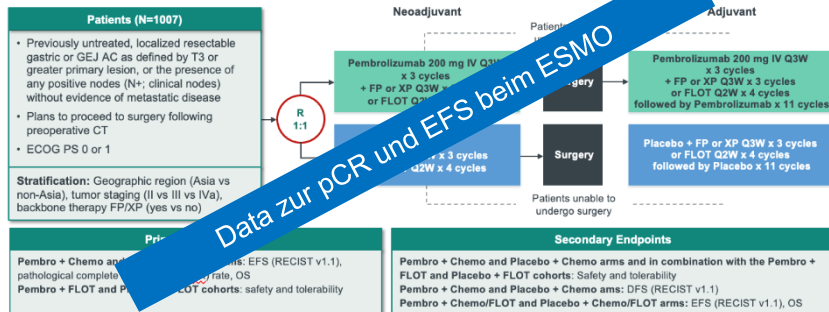 Neoadjuvant
Adjuvant
Patients (N=1007)
• Previously untreated, localized resectable
gastric or GEJ AC as defined by T3 or
greater primary lesion, or the presence of
any positive nodes (N+; clinical nodes)
without evidence of metastatic disease
• Plans to proceed to surgery following
preoperative CT
• ECOG PS 0 or 1
Stratification: Geographic region (Asia vs
non-Asia), tumor staging (II vs III vs IVa),
backbone therapy FP/XP (yes vs no)
R
1:1
Patients
Pembrolizumab 200 mg IV Q3W
x 3 cycles
+ FP or XP Q3W x
or FLOT
x 3 cycles
Q2W x 4 cycles
Surgery
Pembrolizumab 200 mg IV Q3W
x 3 cycles
+ FP or XP Q3W x 3 cycles
or FLOT Q2W x 4 cycles
followed by Pembrolizumab x 11 cycles
Placebo + FP or XP Q3W x 3 cycles
or FLOT Q2W x 4 cycles
followed by Placebo x 11 cycles
Patients unable to
undergo surgery
Data zur pCR und EFS beim ESMO
Pembro + Chemo and : EFS (RECIST v1.1),
pathological complete rate, OS
Pembro + FLOT and cohorts: safety and tolerability
Secondary Endpoints
Pembro + Chemo and Placebo + Chemo arms and in combination with the Pembro +
FLOT and Placebo + FLOT cohorts: Safety and tolerability
Pembro + Chemo and Placebo + Chemo ams: DFS (RECIST v1.1)
Pembro + Chemo/FLOT and Placebo + Chemo/FLOT arms: EFS (RECIST v1.1), OS